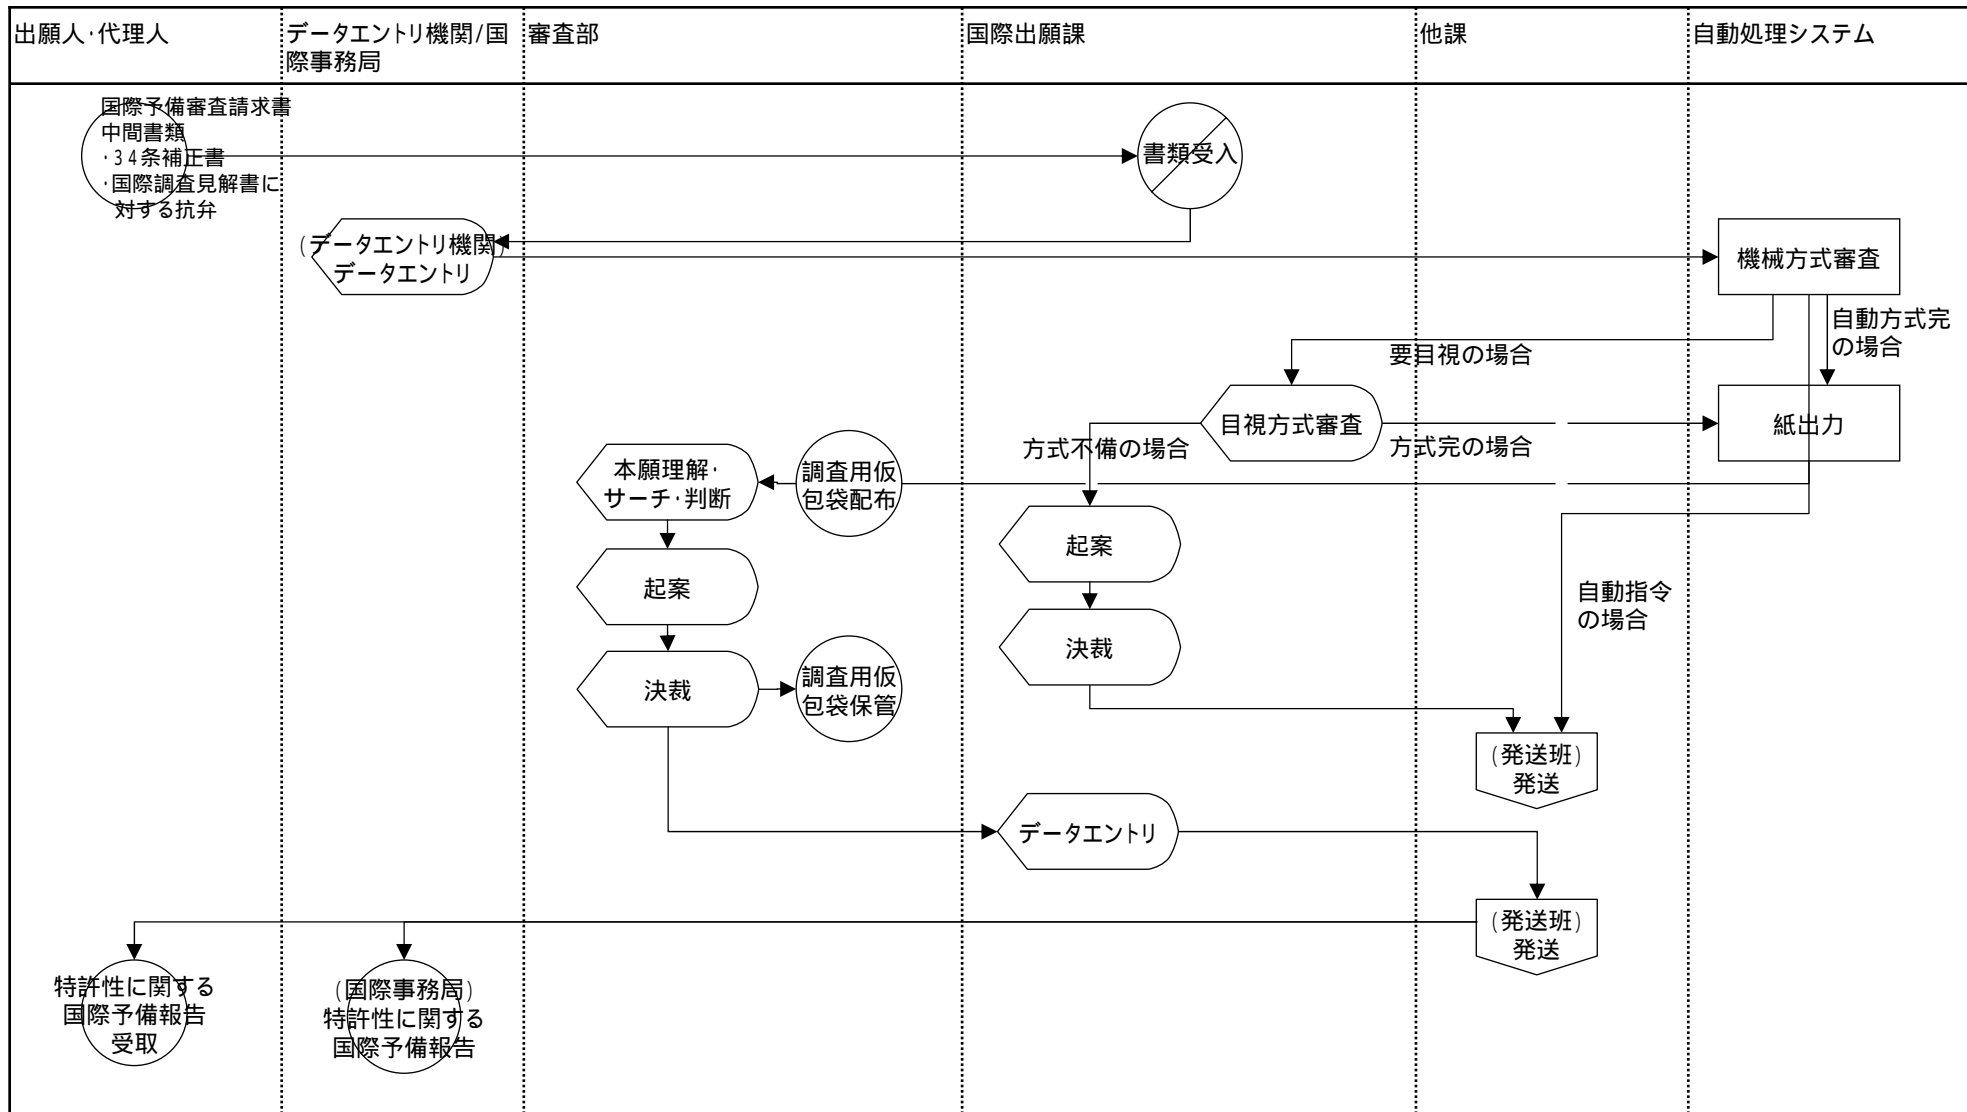 出願人・代理人
データエントリ機関/国
際事務局
審査部
国際出願課
他課
自動処理システム
国際予備審査請求書
中間書類
・34条補正書
・国際調査見解書に
対する抗弁
書類受入
(データエントリ機関)
データエントリ
機械方式審査
自動方式完
の場合
要目視の場合
目視方式審査
紙出力
方式不備の場合
方式完の場合
本願理解・
サーチ・判断
調査用仮
包袋配布
起案
起案
自動指令
の場合
決裁
決裁
調査用仮
包袋保管
(発送班)
発送
データエントリ
(発送班)
発送
特許性に関する
国際予備報告
受取
(国際事務局)
特許性に関する
国際予備報告